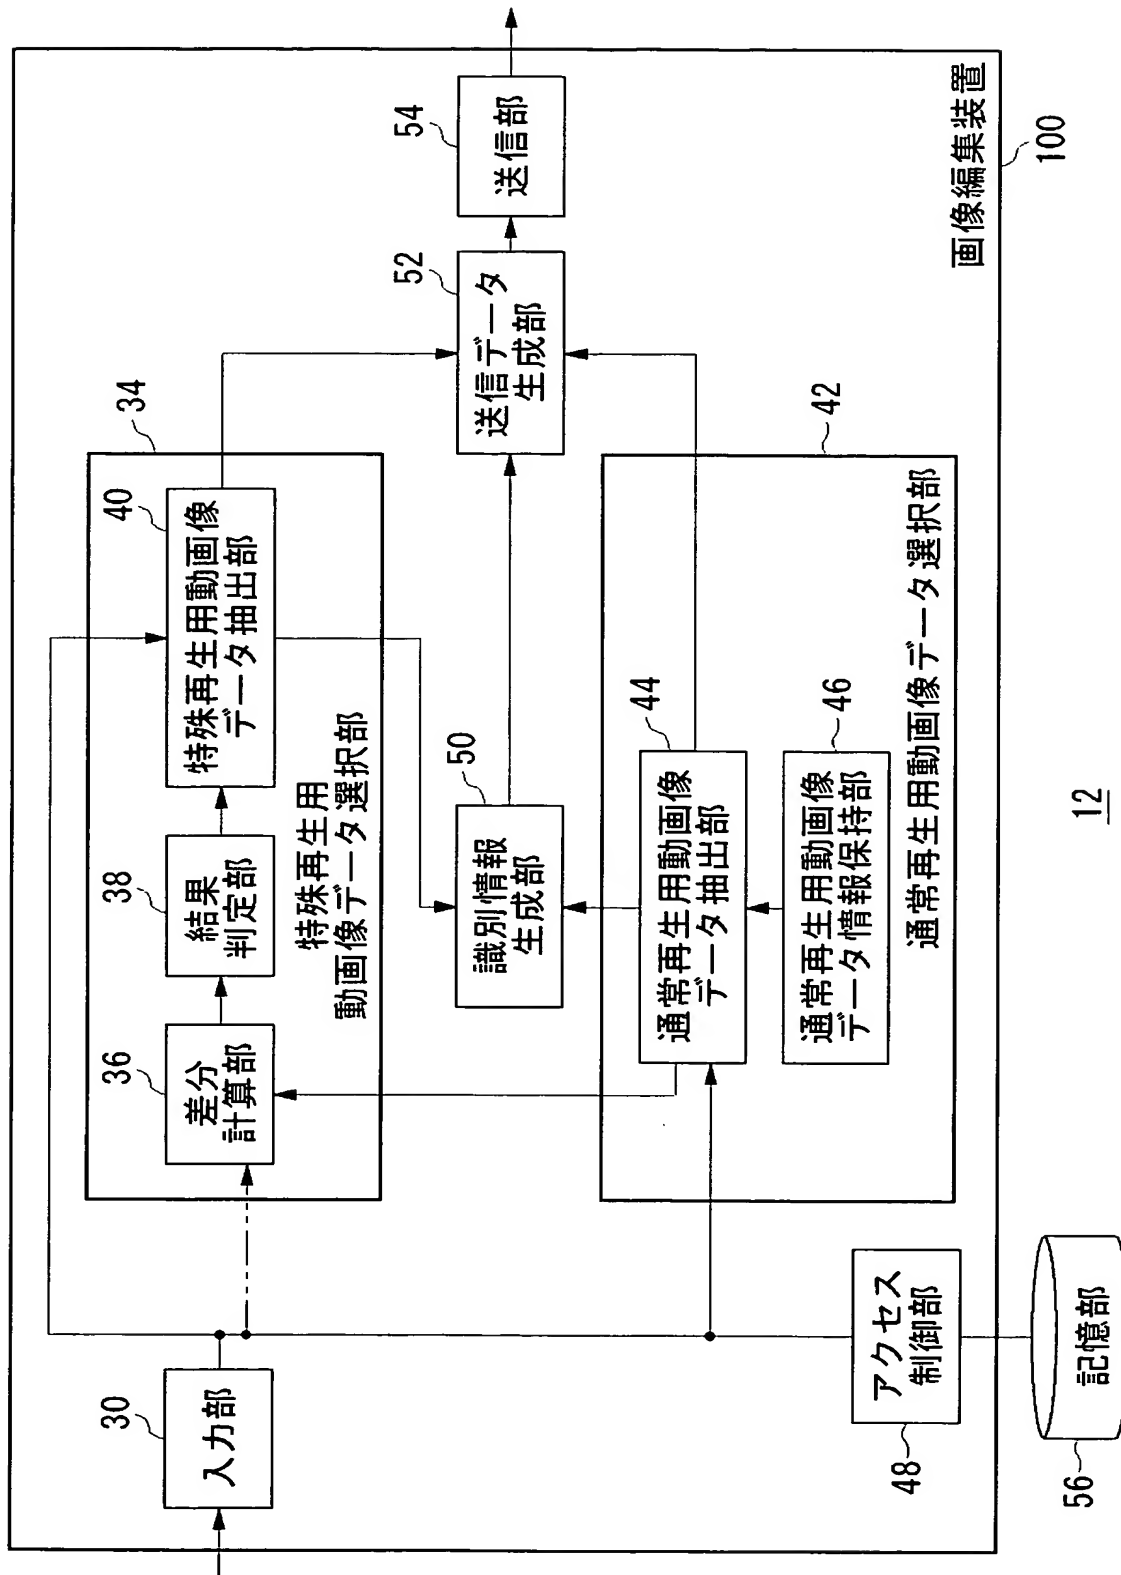 30
入力部
34
36
差分
計算部
38
結果
判定部
40
特殊再生用動画像
データ抽出部
特殊再生用
動画像データ選択部
50
識別情報
生成部
52
送信データ
生成部
54
送信部
42
44
通常再生用動画像
データ抽出部
46
通常再生用動画像
データ情報保持部
通常再生用動画像データ選択部
48
アクセス
制御部
56
記憶部
画像編集装置
100
12